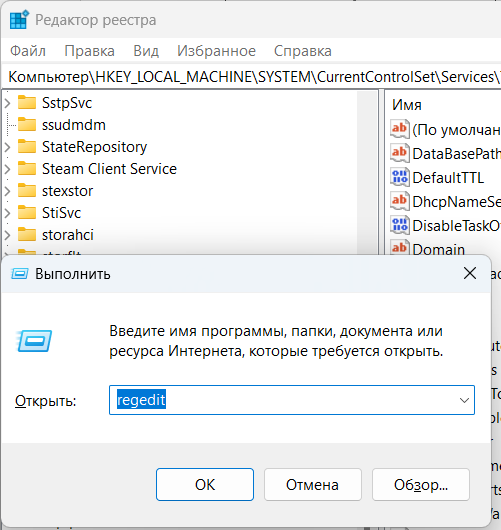 Редактор реестра
Файл Правка Вид Избранное Справка
Компьютер\HKEY_LOCAL_MACHINE\SYSTEM\CurrentControlSet\Services\
SstpSvc
ssudmdm
StateRepository
Steam Client Service
stexstor
StiSvc
storahci
Имя
(По умолчан
DataBasePath
DefaultTTL
DhcpNameSe
DisableTaskO
Domain
Выполнить
Введите имя программы, папки, документа или
ресурса Интернета, которые требуется открыть.
Открыть:
regedit
ОК
Отмена
Обзор...